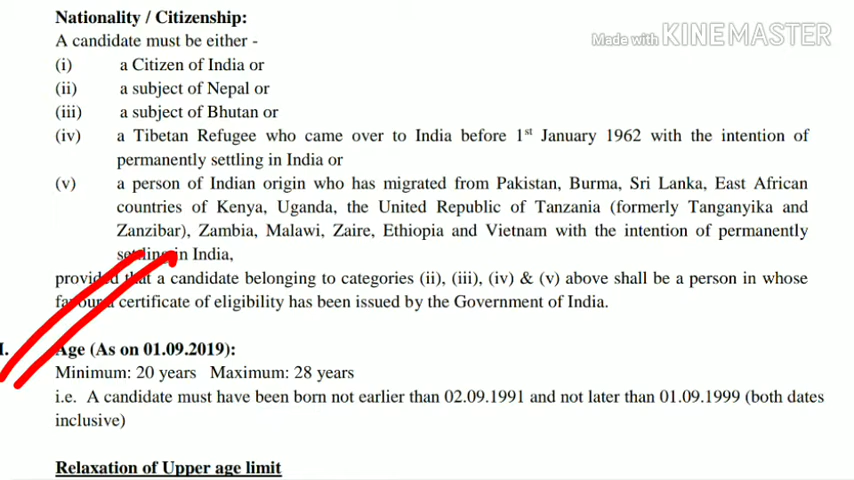 Nationality / Citizenship:
Made with KINEMASTER
A candidate must be either -
(i) a Citizen of India or
(ii) a subject of Nepal or
(iii) a subject of Bhutan or
(iv) a Tibetan Refugee who came over to India before 1st January 1962 with the intention of
permanently settling in India or
(v) a person of Indian origin who has migrated from Pakistan, Burma, Sri Lanka, East African
countries of Kenya, Uganda, the United Republic of Tanzania (formerly Tanganyika and
Zanzibar), Zambia, Malawi, Zaire, Ethiopia and Vietnam with the intention of permanently
settling in India,
provided that a candidate belonging to categories (ii), (iii), (iv) & (v) above shall be a person in whose
favour certificate of eligibility has been issued by the Government of India.
I. Age (As on 01.09.2019):
Minimum: 20 years Maximum: 28 years
i.e. A candidate must have been born not earlier than 02.09.1991 and not later than 01.09.1999 (both dates
inclusive)
Relaxation of Upper age limit